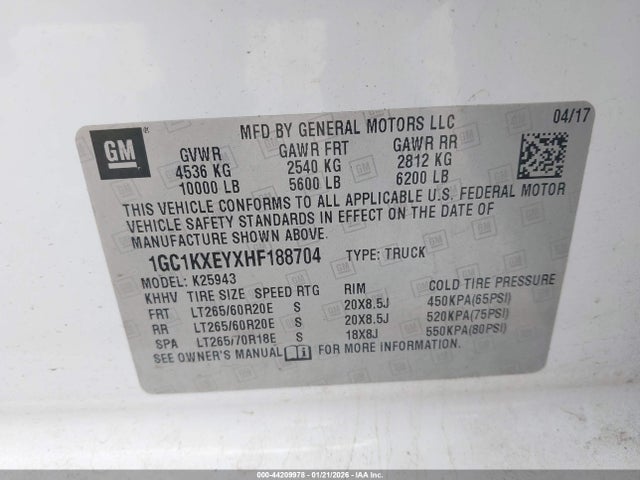 MFD BY GENERAL MOTORS LLC 04/17
GM ®
GVWR GAWR FRT GAWR RR
4536 KG 2540 KG 2812 KG
10000 LB 5600 LB 6200 LB
THIS VEHICLE CONFORMS TO ALL APPLICABLE U.S. FEDERAL MOTOR
VEHICLE SAFETY STANDARDS IN EFFECT ON THE DATE OF
MANUFACTURE SHOWN ABOVE.
1GC1KXEYXHF188704 TYPE: TRUCK
MODEL: K25943
KHHV TIRE SIZE SPEED RTG RIM COLD TIRE PRESSURE
FRT LT265/60R20E S 20X8.5J 450KPA(65PSI)
RR LT265/60R20E S 20X8.5J 520KPA(75PSI)
SPA LT265/70R18E S 18X8J 550KPA(80PSI)
SEE OWNER'S MANUAL FOR MORE INFORMATION.
000-44209978 - 01/21/2026 - IAA Inc.